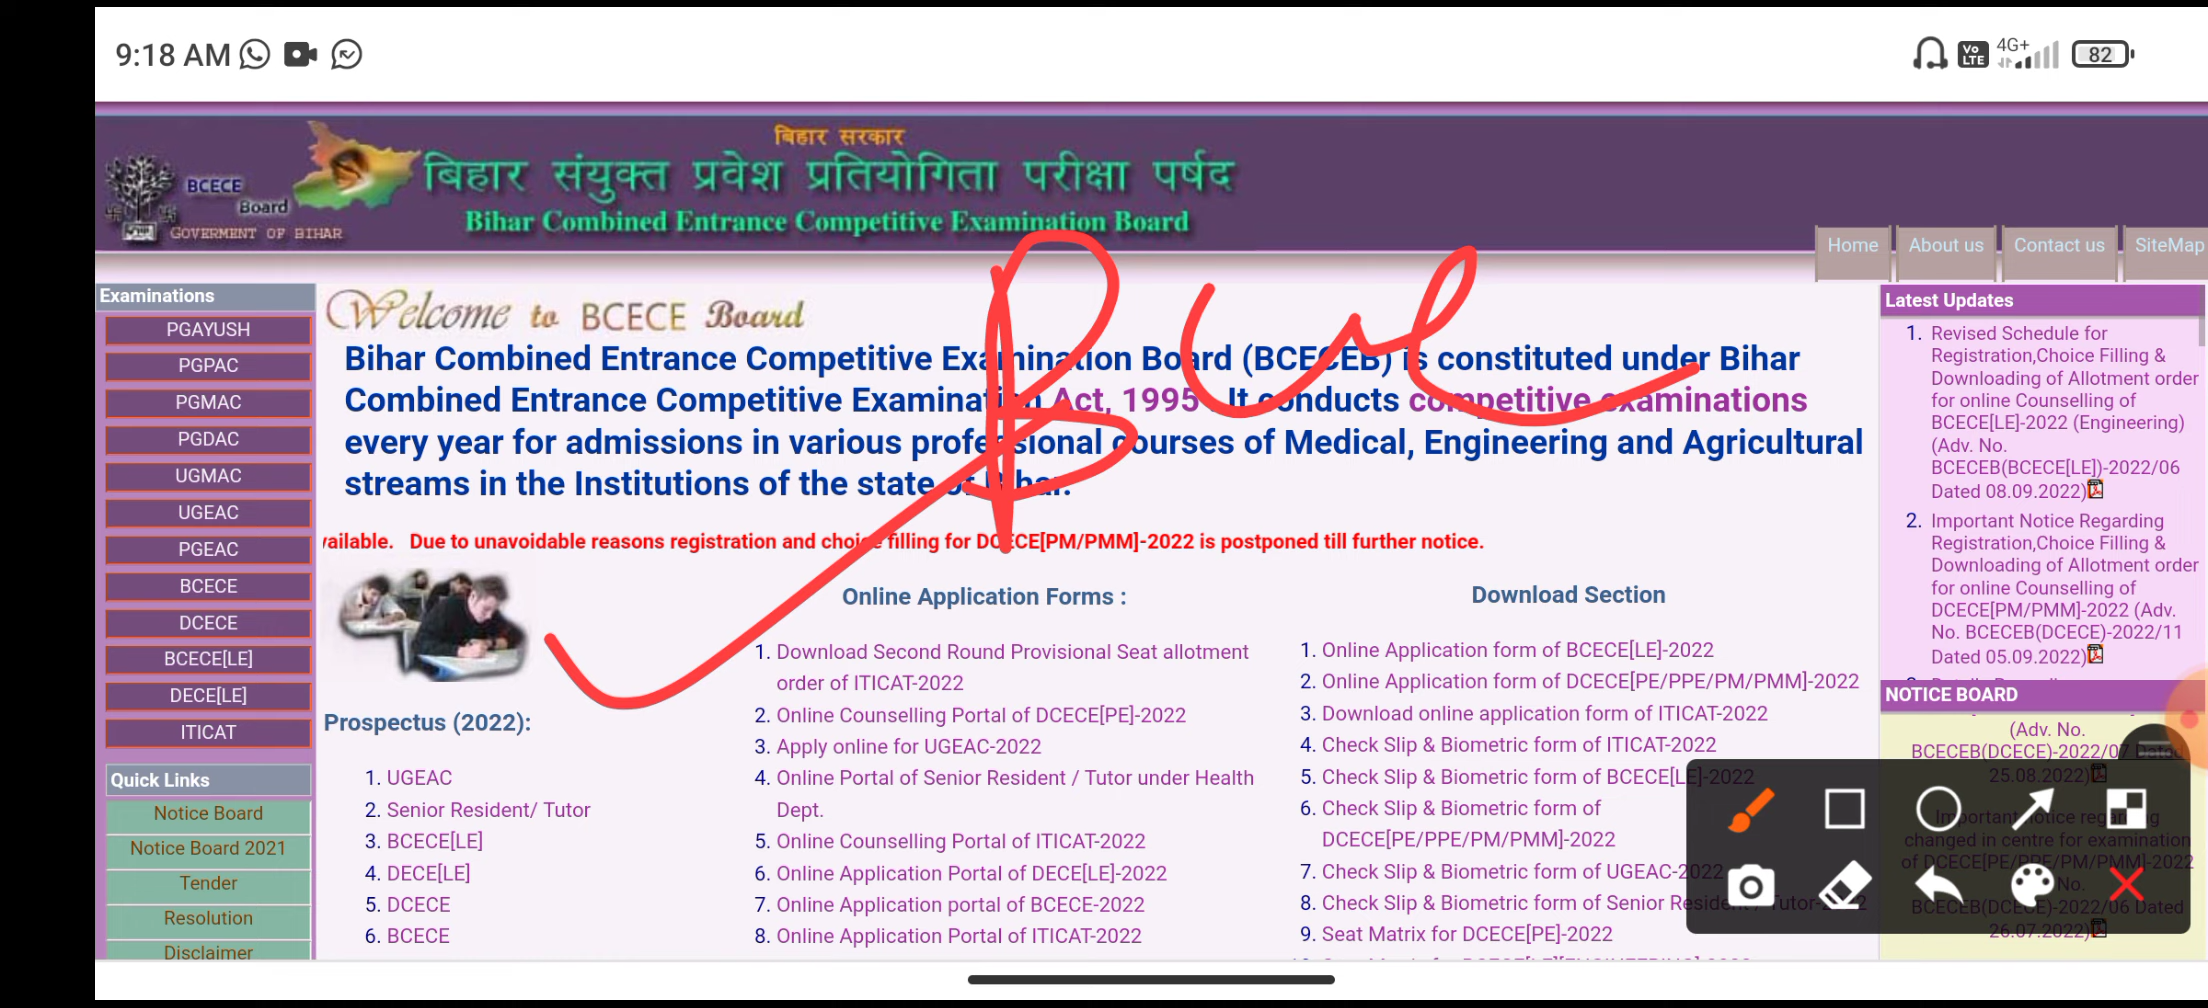 9:18 AM
Vo LTE 4G+ 82
बिहार सरकार
बिहार संयुक्त प्रवेश प्रतियोगिता परीक्षा पर्षद
BCECE
Board
Bihar Combined Entrance Competitive Examination Board
GOVERMENT OF BIHAR
Home About us Contact us SiteMap
Examinations
PGAYUSH
PGPAC
PGMAC
PGDAC
UGMAC
UGEAC
PGEAC
BCECE
DCECE
BCECE[LE]
DECE[LE]
ITICAT
Quick Links
Notice Board
Notice Board 2021
Tender
Resolution
Disclaimer
Welcome to BCECE Board
Bihar Combined Entrance Competitive Examination Board (BCECEB) is constituted under Bihar
Combined Entrance Competitive Examination Act, 1995 . It conducts competitive examinations
every year for admissions in various professional courses of Medical, Engineering and Agricultural
streams in the Institutions of the state of Bihar.
vailable. Due to unavoidable reasons registration and choice filling for DCECE[PM/PMM]-2022 is postponed till further notice.
Prospectus (2022):
1. UGEAC
2. Senior Resident/ Tutor
3. BCECE[LE]
4. DECE[LE]
5. DCECE
6. BCECE
Online Application Forms :
1. Download Second Round Provisional Seat allotment
order of ITICAT-2022
2. Online Counselling Portal of DCECE[PE]-2022
3. Apply online for UGEAC-2022
4. Online Portal of Senior Resident / Tutor under Health
Dept.
5. Online Counselling Portal of ITICAT-2022
6. Online Application Portal of DECE[LE]-2022
7. Online Application portal of BCECE-2022
8. Online Application Portal of ITICAT-2022
Download Section
1. Online Application form of BCECE[LE]-2022
2. Online Application form of DCECE[PE/PPE/PM/PMM]-2022
3. Download online application form of ITICAT-2022
4. Check Slip & Biometric form of ITICAT-2022
5. Check Slip & Biometric form of BCECE[LE]-2022
6. Check Slip & Biometric form of
DCECE[PE/PPE/PM/PMM]-2022
7. Check Slip & Biometric form of UGEAC-2022
8. Check Slip & Biometric form of Senior Resident / Tutor-2022
9. Seat Matrix for DCECE[PE]-2022
Latest Updates
1. Revised Schedule for
Registration,Choice Filling &
Downloading of Allotment order
for online Counselling of
BCECE[LE]-2022 (Engineering)
(Adv. No.
BCECEB(BCECE[LE])-2022/06
Dated 08.09.2022)
2. Important Notice Regarding
Registration,Choice Filling &
Downloading of Allotment order
for online Counselling of
DCECE[PM/PMM]-2022 (Adv.
No. BCECEB(DCECE)-2022/11
Dated 05.09.2022)
NOTICE BOARD
(Adv. No.
BCECEB(DCECE)-2022/07 Dated
25.08.2022)
Important notice regarding
changed in centre for examination
of DCECE[PE/PPE/PM/PMM]-2022
No.
BCECEB(DCECE)-2022/06 Dated
26.07.2022)